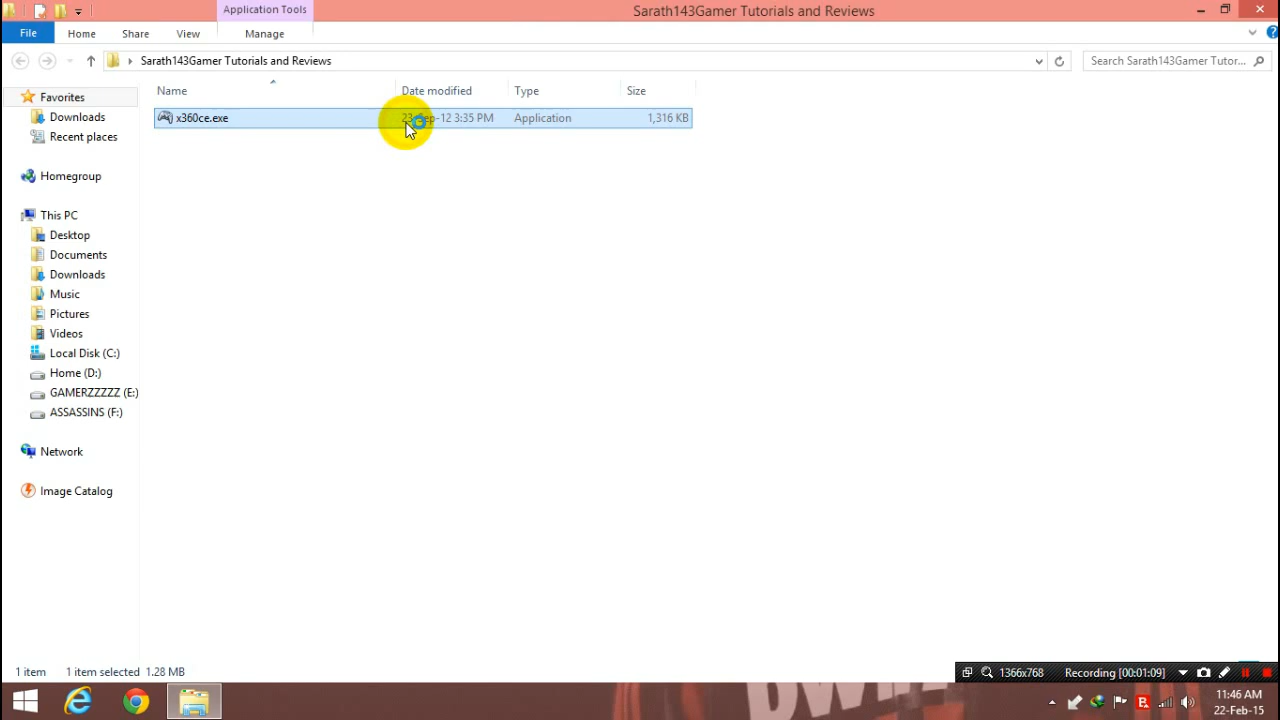 Application Tools
Sarath143Gamer Tutorials and Reviews
File
Home
Share
View
Manage
Sarath143Gamer Tutorials and Reviews
Search Sarath143Gamer Tutor...
Name
Date modified
Type
Size
x360ce.exe
23-Sep-12 3:35 PM
Application
1,316 KB
Favorites
Downloads
Recent places
Homegroup
This PC
Desktop
Documents
Downloads
Music
Pictures
Videos
Local Disk (C:)
Home (D:)
GAMERZZZZZ (E:)
ASSASSINS (F:)
Network
Image Catalog
1 item
1 item selected
1.28 MB
1366x768
Recording [00:01:09]
11:46 AM
22-Feb-15